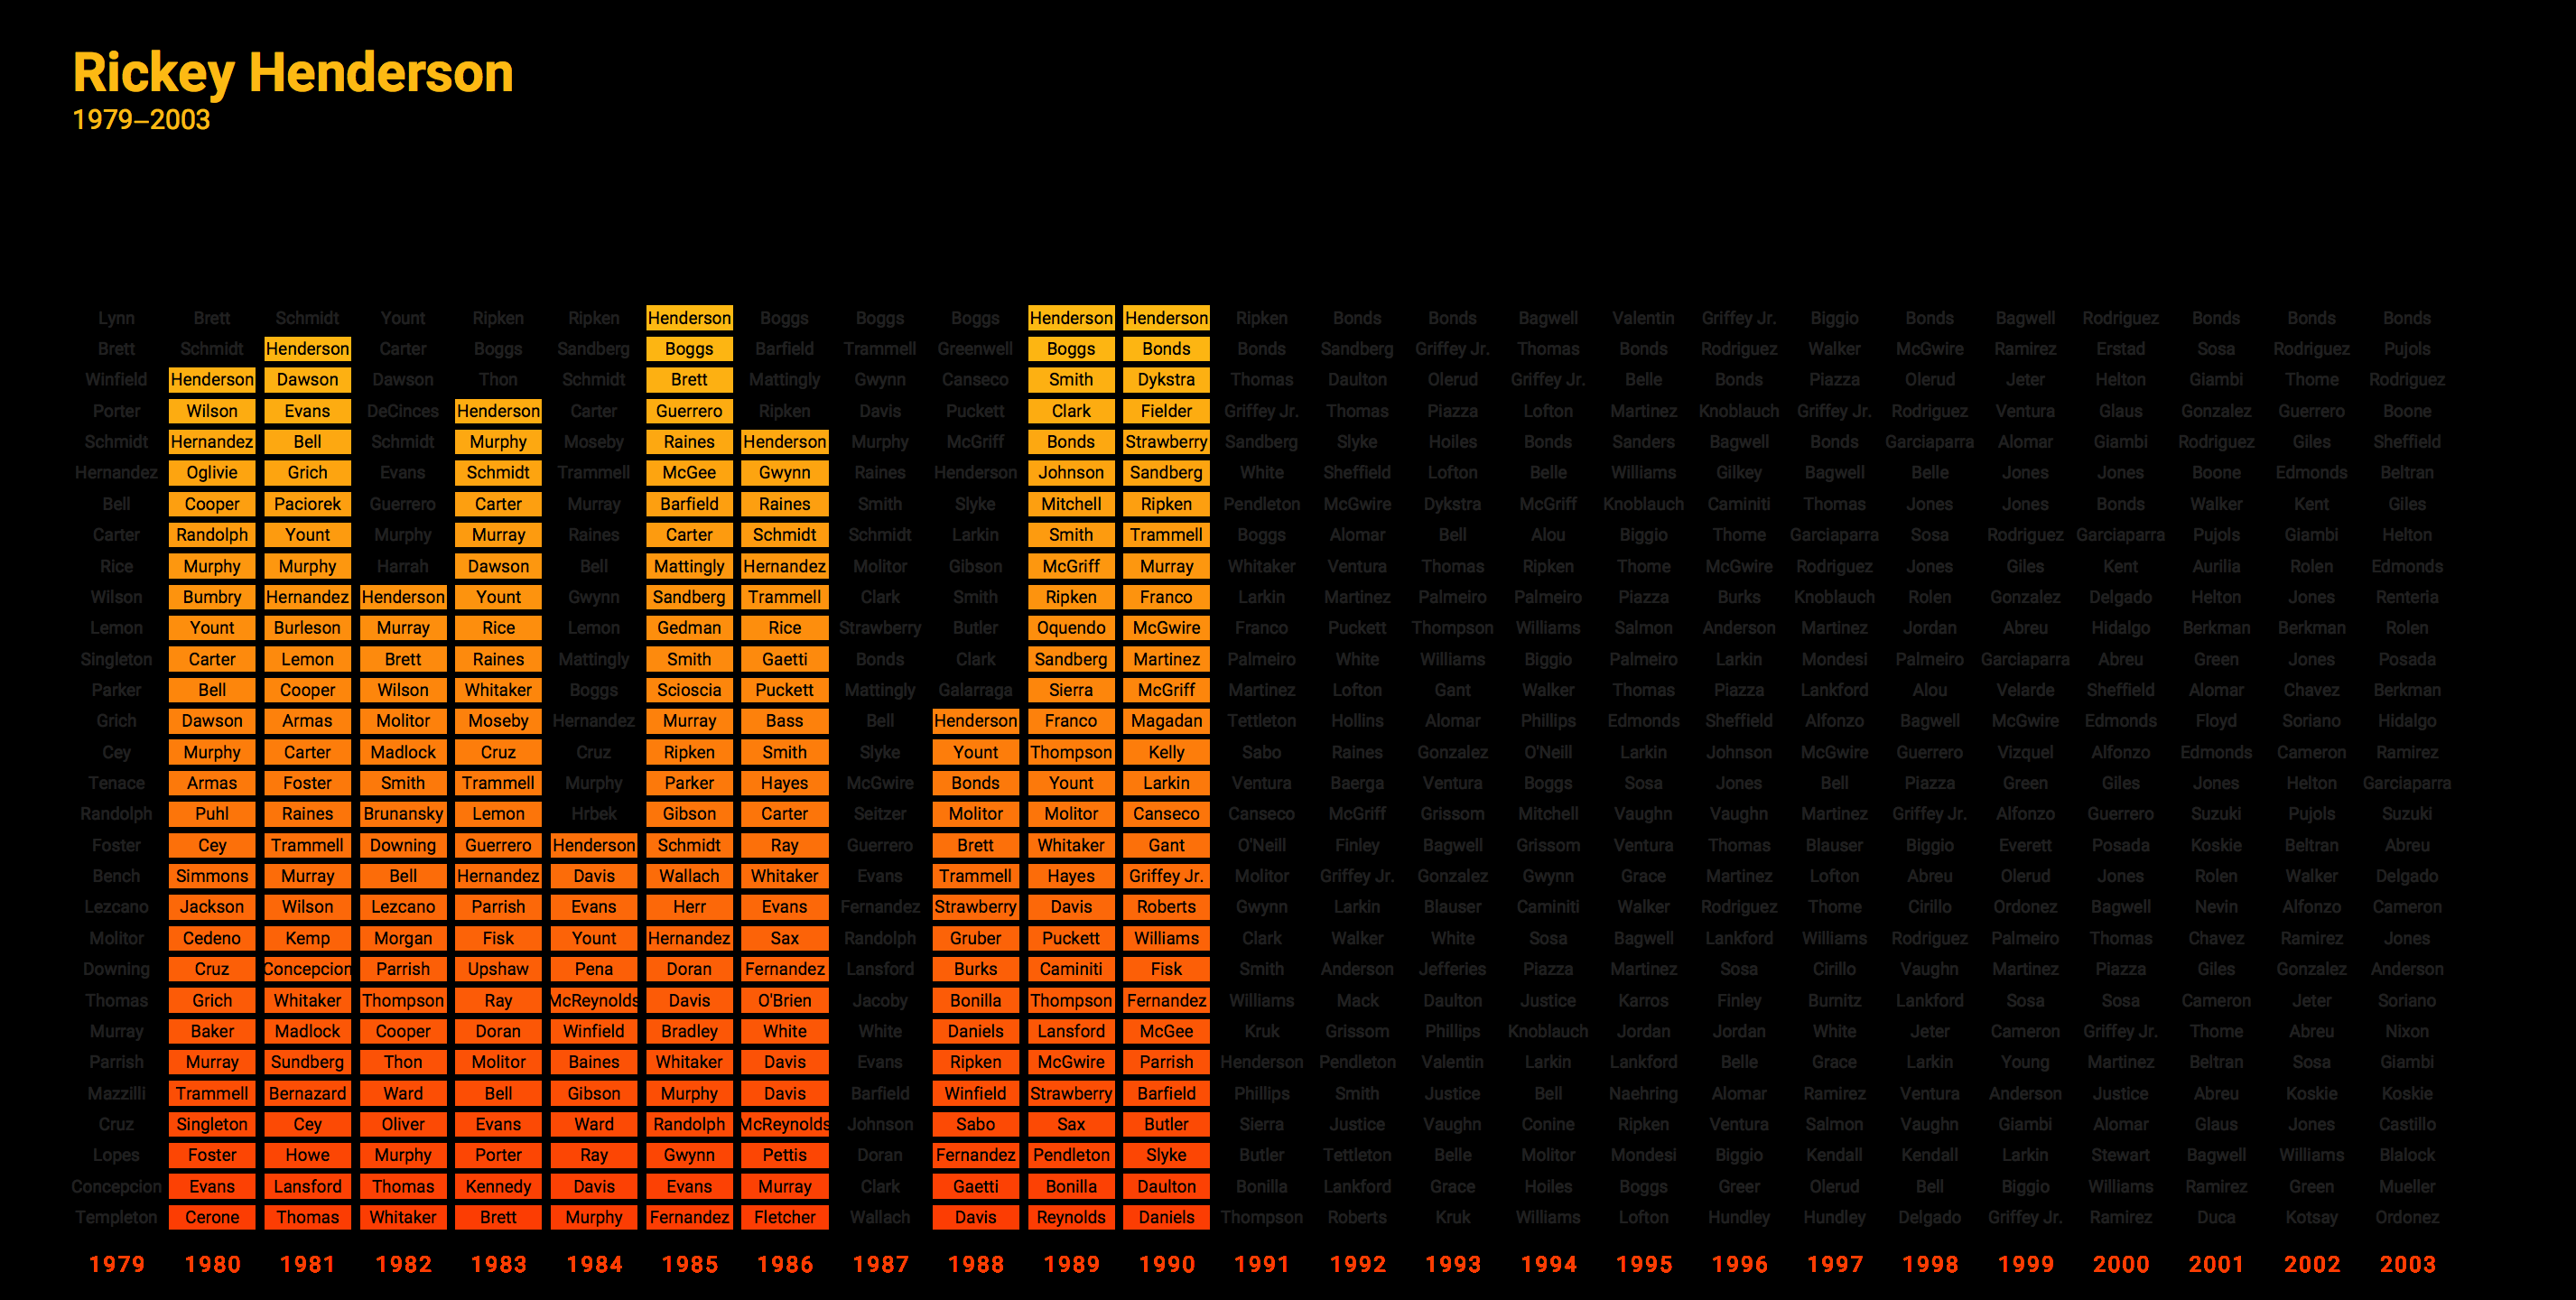 Rickey Henderson
1979–2003
Lynn Brett Schmidt Yount Ripken Ripken Henderson Boggs Boggs Boggs Henderson Henderson Ripken Bonds Bonds Bagwell Valentin Griffey Jr. Biggio Bonds Bagwell Rodriguez Bonds Bonds Bonds
Brett Schmidt Henderson Carter Boggs Sandberg Boggs Barfield Trammell Greenwell Boggs Bonds Bonds Sandberg Griffey Jr. Thomas Bonds Rodriguez Walker McGwire Ramirez Erstad Sosa Rodriguez Pujols
Winfield Henderson Dawson Dawson Thon Schmidt Brett Mattingly Gwynn Canseco Smith Dykstra Thomas Daulton Olerud Griffey Jr. Belle Bonds Piazza Olerud Jeter Helton Giambi Thome Rodriguez
Porter Wilson Evans DeCinces Henderson Carter Guerrero Ripken Davis Puckett Clark Fielder Griffey Jr. Thomas Piazza Lofton Martinez Knoblauch Griffey Jr. Rodriguez Ventura Glaus Gonzalez Guerrero Boone
Schmidt Hernandez Bell Schmidt Murphy Moseby Raines Henderson Murphy McGriff Bonds Strawberry Sandberg Slyke Hoiles Bonds Sanders Bagwell Bonds Garciaparra Alomar Giambi Rodriguez Giles Sheffield
Hernandez Oglivie Grich Evans Schmidt Trammell McGee Gwynn Raines Henderson Johnson Sandberg White Sheffield Lofton Belle Williams Gilkey Bagwell Belle Jones Jones Boone Edmonds Beltran
Bell Cooper Paciorek Guerrero Carter Murray Barfield Raines Smith Slyke Mitchell Ripken Pendleton McGwire Dykstra McGriff Knoblauch Caminiti Thomas Jones Jones Bonds Walker Kent Giles
Carter Randolph Yount Murphy Murray Raines Carter Schmidt Schmidt Larkin Smith Trammell Boggs Alomar Bell Alou Biggio Thome Garciaparra Sosa Rodriguez Garciaparra Pujols Giambi Helton
Rice Murphy Murphy Harrah Dawson Bell Mattingly Hernandez Molitor Gibson McGriff Murray Whitaker Ventura Thomas Ripken Thome McGwire Rodriguez Jones Giles Kent Aurilia Rolen Edmonds
Wilson Bumbry Hernandez Henderson Yount Gwynn Sandberg Trammell Clark Smith Ripken Franco Larkin Martinez Palmeiro Palmeiro Piazza Burks Knoblauch Rolen Gonzalez Delgado Helton Jones Renteria
Lemon Yount Burleson Murray Rice Lemon Gedman Rice Strawberry Butler Oquendo McGwire Franco Puckett Thompson Williams Salmon Anderson Martinez Jordan Abreu Hidalgo Berkman Berkman Rolen
Singleton Carter Lemon Brett Raines Mattingly Smith Gaetti Bonds Clark Sandberg Martinez Palmeiro White Williams Biggio Palmeiro Larkin Mondesi Palmeiro Garciaparra Abreu Green Jones Posada
Parker Bell Cooper Wilson Whitaker Boggs Scioscia Puckett Mattingly Galarraga Sierra McGriff Martinez Lofton Gant Walker Thomas Piazza Lankford Alou Velarde Sheffield Alomar Chavez Berkman
Grich Dawson Armas Molitor Moseby Hernandez Murray Bass Bell Henderson Franco Magadan Tettleton Hollins Alomar Phillips Edmonds Sheffield Alfonzo Bagwell McGwire Edmonds Floyd Soriano Hidalgo
Cey Murphy Carter Madlock Cruz Cruz Ripken Smith Slyke Yount Thompson Kelly Sabo Raines Gonzalez O'Neill Larkin Johnson McGwire Guerrero Vizquel Alfonzo Edmonds Cameron Ramirez
Tenace Armas Foster Smith Trammell Murphy Parker Hayes McGwire Bonds Yount Larkin Ventura Baerga Ventura Boggs Sosa Jones Bell Piazza Green Giles Jones Helton Garciaparra
Randolph Puhl Raines Brunansky Lemon Hrbek Gibson Carter Seitzer Molitor Molitor Canseco Canseco McGriff Grissom Mitchell Vaughn Vaughn Martinez Griffey Jr. Alfonzo Guerrero Suzuki Pujols Suzuki
Foster Cey Trammell Downing Guerrero Henderson Schmidt Ray Guerrero Brett Whitaker Gant O'Neill Finley Bagwell Grissom Ventura Thomas Blauser Biggio Everett Posada Koskie Beltran Abreu
Bench Simmons Murray Bell Hernandez Davis Wallach Whitaker Evans Trammell Hayes Griffey Jr. Molitor Griffey Jr. Gonzalez Gwynn Grace Martinez Lofton Abreu Olerud Jones Rolen Walker Delgado
Lezcano Jackson Wilson Lezcano Parrish Evans Herr Evans Fernandez Strawberry Davis Roberts Gwynn Larkin Blauser Caminiti Walker Rodriguez Thome Cirillo Ordonez Bagwell Nevin Alfonzo Cameron
Molitor Cedeno Kemp Morgan Fisk Yount Hernandez Sax Randolph Gruber Puckett Williams Clark Walker White Sosa Bagwell Lankford Williams Rodriguez Palmeiro Thomas Chavez Ramirez Jones
Downing Cruz Concepcion Parrish Upshaw Pena Doran Fernandez Lansford Burks Caminiti Fisk Smith Anderson Jefferies Piazza Martinez Sosa Cirillo Vaughn Martinez Piazza Giles Gonzalez Anderson
Thomas Grich Whitaker Thompson Ray McReynolds Davis O'Brien Jacoby Bonilla Thompson Fernandez Williams Mack Daulton Justice Karros Finley Burnitz Lankford Sosa Sosa Cameron Jeter Soriano
Murray Baker Madlock Cooper Doran Winfield Bradley White White Daniels Lansford McGee Kruk Grissom Phillips Knoblauch Jordan Jordan White Jeter Cameron Griffey Jr. Thome Abreu Nixon
Parrish Murray Sundberg Thon Molitor Baines Whitaker Davis Evans Ripken McGwire Parrish Henderson Pendleton Valentin Larkin Lankford Belle Grace Larkin Young Martinez Beltran Sosa Giambi
Mazzilli Trammell Bernazard Ward Bell Gibson Murphy Davis Barfield Winfield Strawberry Barfield Phillips Smith Justice Bell Naehring Alomar Ramirez Ventura Anderson Justice Abreu Koskie Koskie
Cruz Singleton Cey Oliver Evans Ward Randolph McReynolds Johnson Sabo Sax Butler Sierra Justice Vaughn Conine Ripken Ventura Salmon Vaughn Giambi Alomar Glaus Jones Castillo
Lopes Foster Howe Murphy Porter Ray Gwynn Pettis Doran Fernandez Pendleton Slyke Butler Tettleton Belle Molitor Mondesi Biggio Kendall Kendall Larkin Stewart Bagwell Williams Blalock
Concepcion Evans Lansford Thomas Kennedy Davis Evans Murray Clark Gaetti Bonilla Daulton Bonilla Lankford Grace Hoiles Boggs Greer Olerud Bell Biggio Williams Ramirez Green Mueller
Templeton Cerone Thomas Whitaker Brett Murphy Fernandez Fletcher Wallach Davis Reynolds Daniels Thompson Roberts Kruk Williams Lofton Hundley Hundley Delgado Griffey Jr. Ramirez Duca Kotsay Ordonez
1979 1980 1981 1982 1983 1984 1985 1986 1987 1988 1989 1990 1991 1992 1993 1994 1995 1996 1997 1998 1999 2000 2001 2002 2003